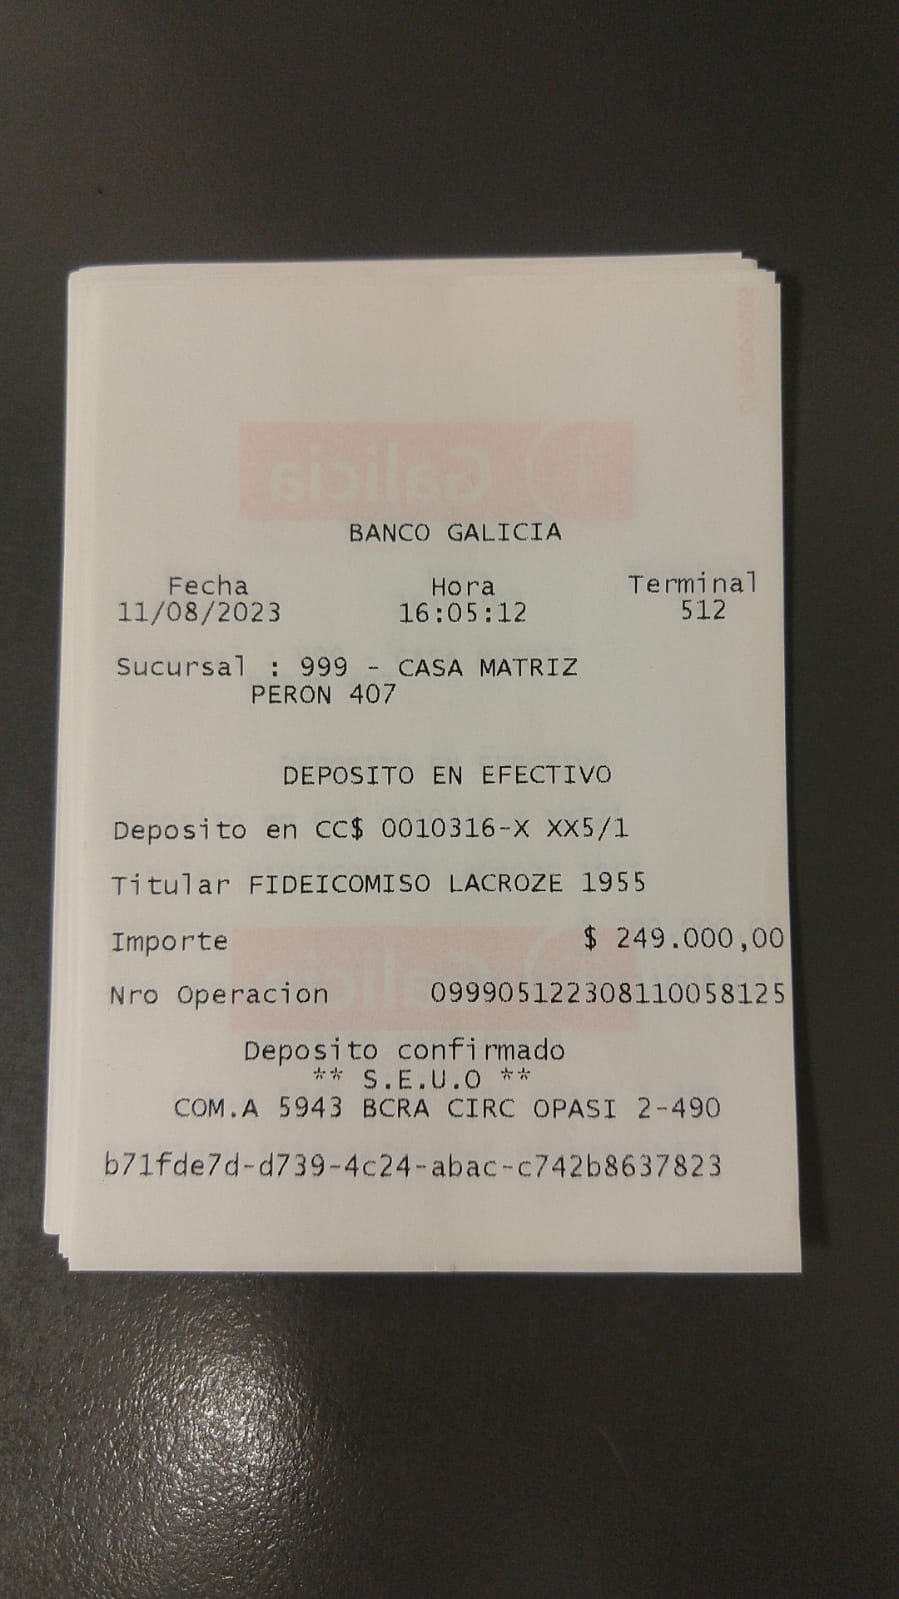 BANCO GALICIA
Fecha Hora Terminal
11/08/2023 16:05:12 512
Sucursal : 999 - CASA MATRIZ
PERON 407
DEPOSITO EN EFECTIVO
Deposito en CC$ 0010316-X XX5/1
Titular FIDEICOMISO LACROZE 1955
Importe $ 249.000,00
Nro Operacion 099905122308110058125
Deposito confirmado
** S.E.U.O **
COM.A 5943 BCRA CIRC OPASI 2-490
b71fde7d-d739-4c24-abac-c742b8637823